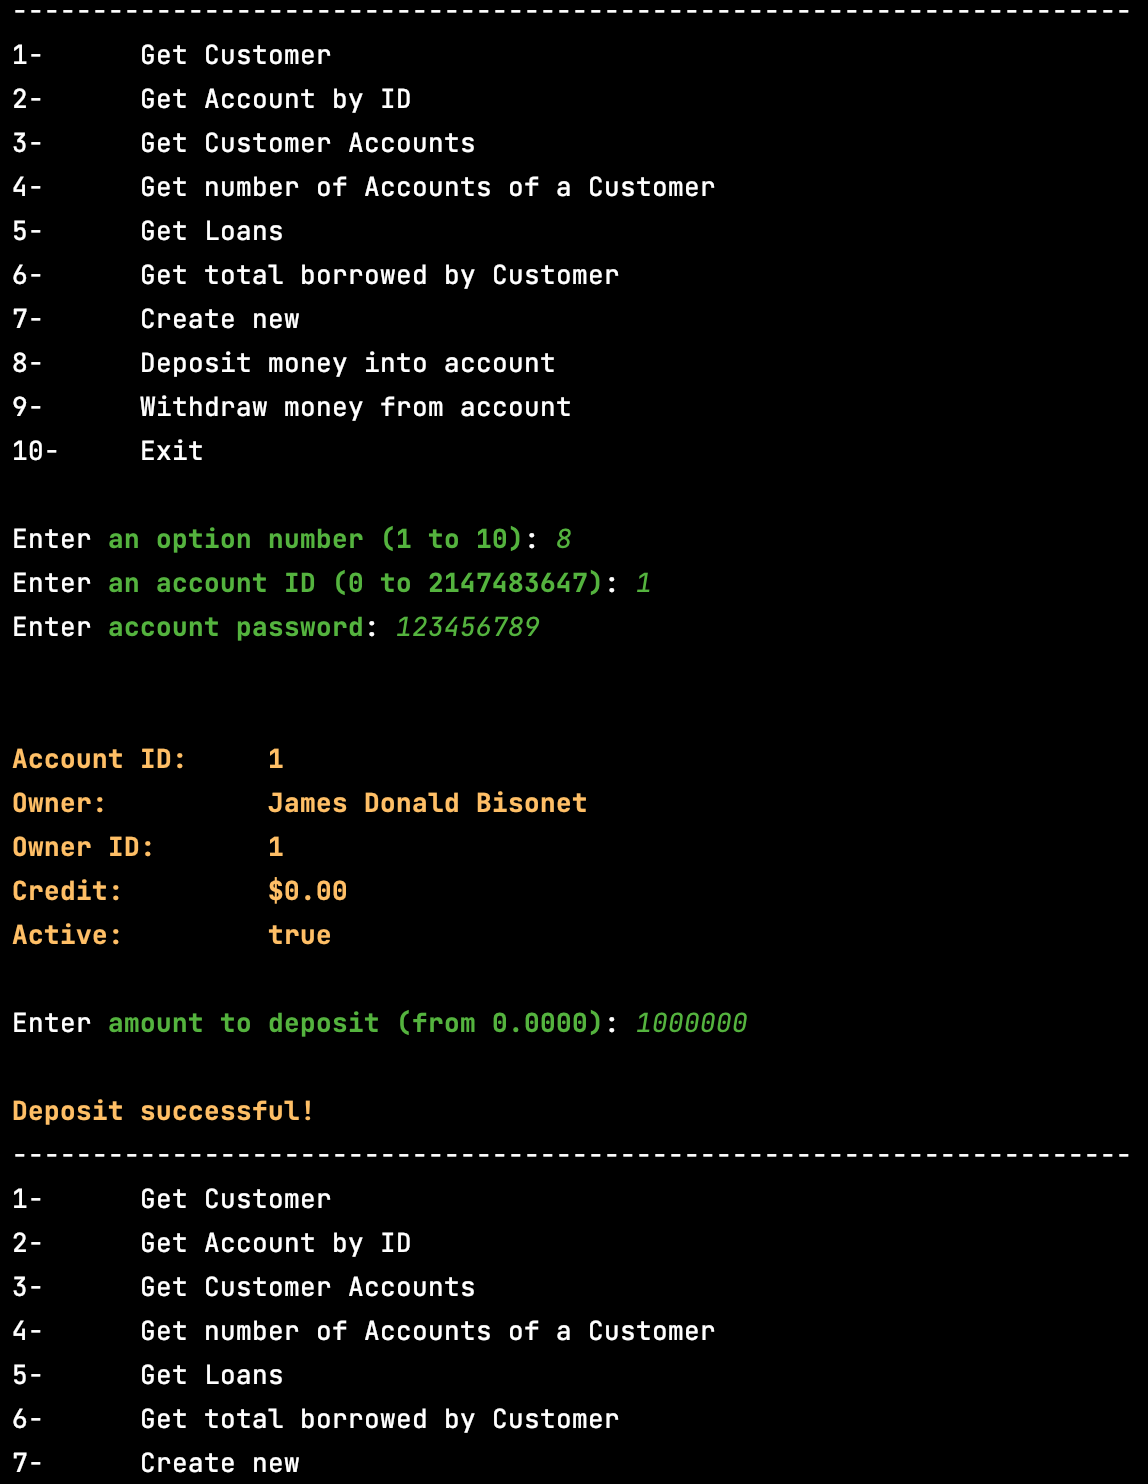 ----------------------------------------------------------------------
1-      Get Customer
2-      Get Account by ID
3-      Get Customer Accounts
4-      Get number of Accounts of a Customer
5-      Get Loans
6-      Get total borrowed by Customer
7-      Create new
8-      Deposit money into account
9-      Withdraw money from account
10-     Exit
Enter an option number (1 to 10): 8
Enter an account ID (0 to 2147483647): 1
Enter account password: 123456789
Account ID:     1
Owner:          James Donald Bisonet
Owner ID:       1
Credit:         $0.00
Active:         true
Enter amount to deposit (from 0.0000): 1000000
Deposit successful!
----------------------------------------------------------------------
1-      Get Customer
2-      Get Account by ID
3-      Get Customer Accounts
4-      Get number of Accounts of a Customer
5-      Get Loans
6-      Get total borrowed by Customer
7-      Create new